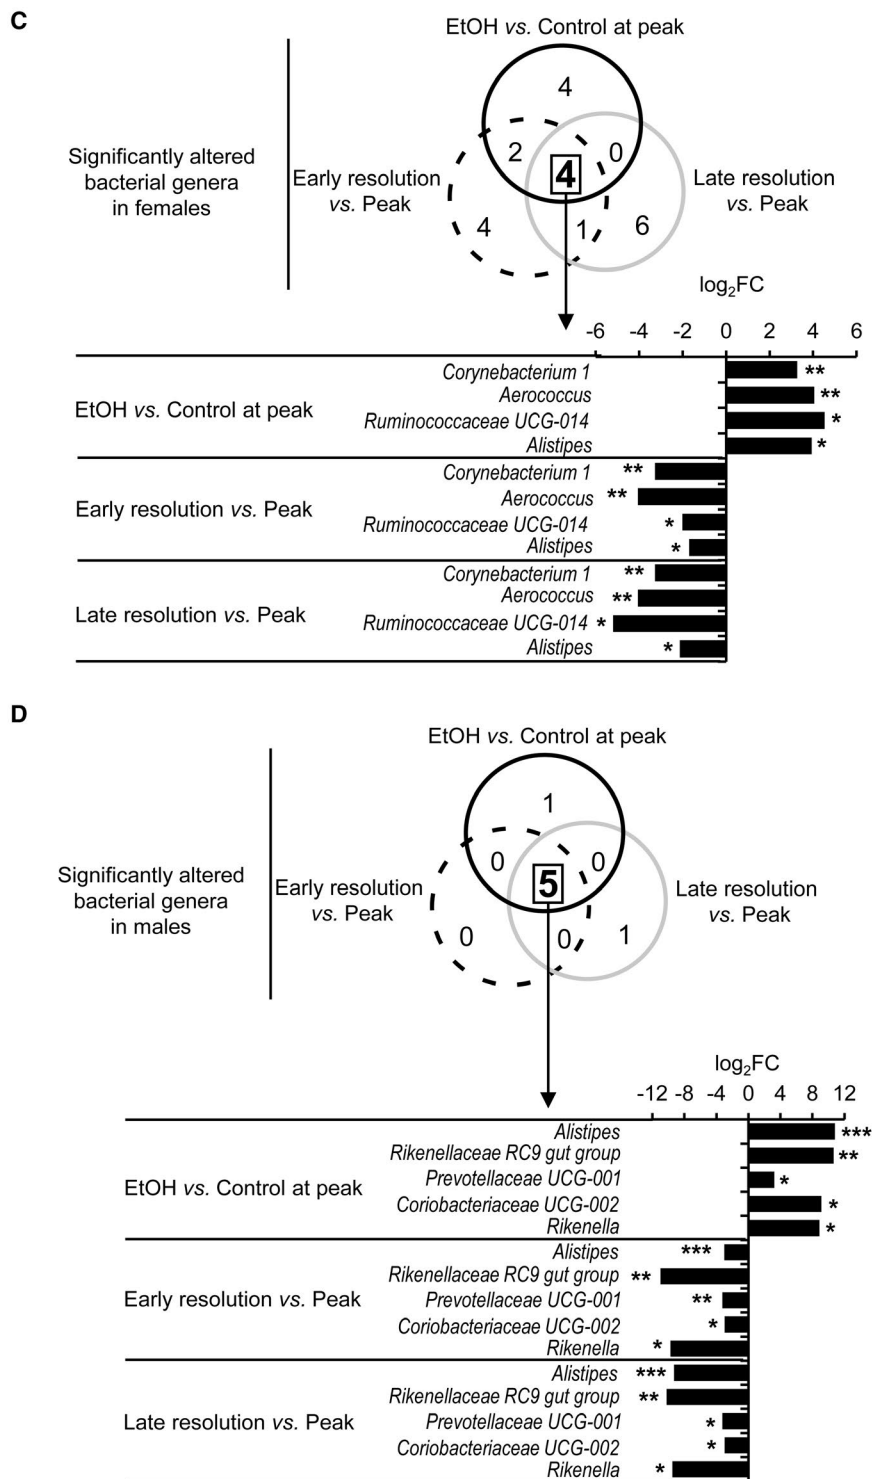 C
EtOH vs. Control at peak
4
Significantly altered
bacterial genera
in females
Early resolution
vs. Peak
2
0
4
Late resolution
vs. Peak
4
1
6
log2FC
-6 -4 -2 0 2 4 6
EtOH vs. Control at peak
Corynebacterium 1 **
Aerococcus **
Ruminococcaceae UCG-014 *
Alistipes *
Early resolution vs. Peak
Corynebacterium 1 **
Aerococcus **
Ruminococcaceae UCG-014 *
Alistipes *
Late resolution vs. Peak
Corynebacterium 1 **
Aerococcus **
Ruminococcaceae UCG-014 *
Alistipes *
D
EtOH vs. Control at peak
1
Significantly altered
bacterial genera
in males
Early resolution
vs. Peak
0
0
5
Late resolution
vs. Peak
0
0
1
log2FC
-12 -8 -4 0 4 8 12
EtOH vs. Control at peak
Alistipes ***
Rikenellaceae RC9 gut group **
Prevotellaceae UCG-001 *
Coriobacteriaceae UCG-002 *
Rikenella *
Early resolution vs. Peak
Alistipes ***
Rikenellaceae RC9 gut group **
Prevotellaceae UCG-001 **
Coriobacteriaceae UCG-002 *
Rikenella *
Late resolution vs. Peak
Alistipes ***
Rikenellaceae RC9 gut group **
Prevotellaceae UCG-001 *
Coriobacteriaceae UCG-002 *
Rikenella *